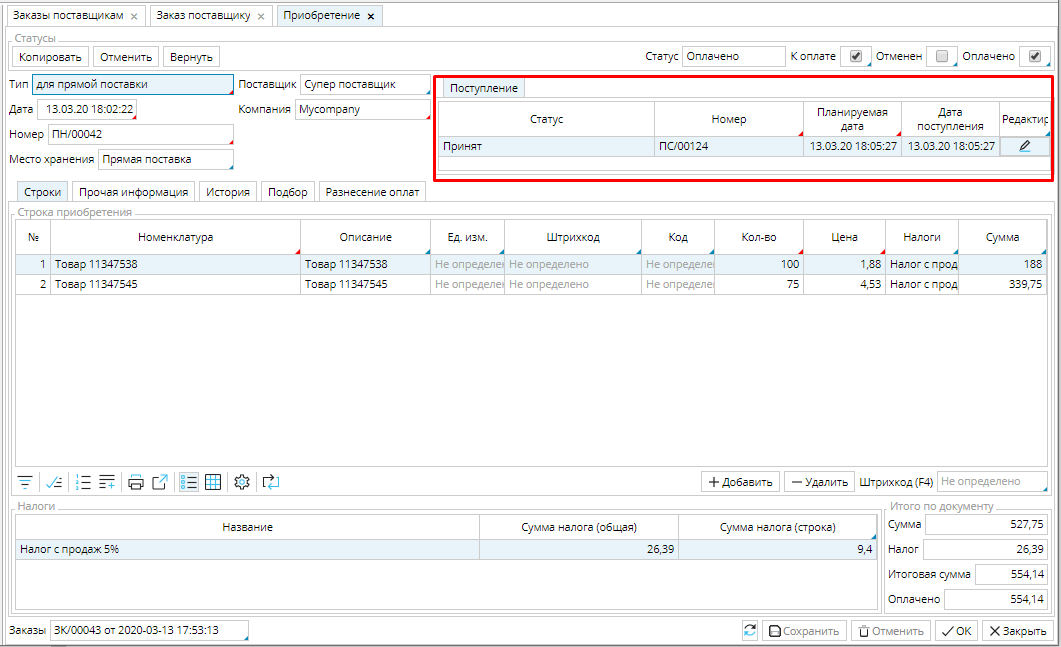 Заказы поставщикам × Заказ поставщику × Приобретение ×
Статусы
Копировать Отменить Вернуть Статус Оплачено К оплате Отменен Оплачено
Тип для прямой поставки Поставщик Супер поставщик
Дата 13.03.20 18:02:22 Компания Mycompany
Номер ПН/00042
Место хранения Прямая поставка
Поступление
Статус Номер Планируемая дата Дата поступления Редактир
Принят ПС/00124 13.03.20 18:05:27 13.03.20 18:05:27
Строки Прочая информация История Подбор Разнесение оплат
Строка приобретения
№ Номенклатура Описание Ед. изм. Штрихкод Код Кол-во Цена Налоги Сумма
1 Товар 11347538 Товар 11347538 Не определен Не определено Не определен 100 1,88 Налог с прод 188
2 Товар 11347545 Товар 11347545 Не определен Не определено Не определен 75 4,53 Налог с прод 339,75
Добавить Удалить Штрихкод (F4) Не определено
Налоги
Название Сумма налога (общая) Сумма налога (строка)
Налог с продаж 5% 26,39 9,4
Итого по документу
Сумма 527,75
Налог 26,39
Итоговая сумма 554,14
Оплачено 554,14
Заказы ЗК/00043 от 2020-03-13 17:53:13 Сохранить Отменить ОК Закрыть